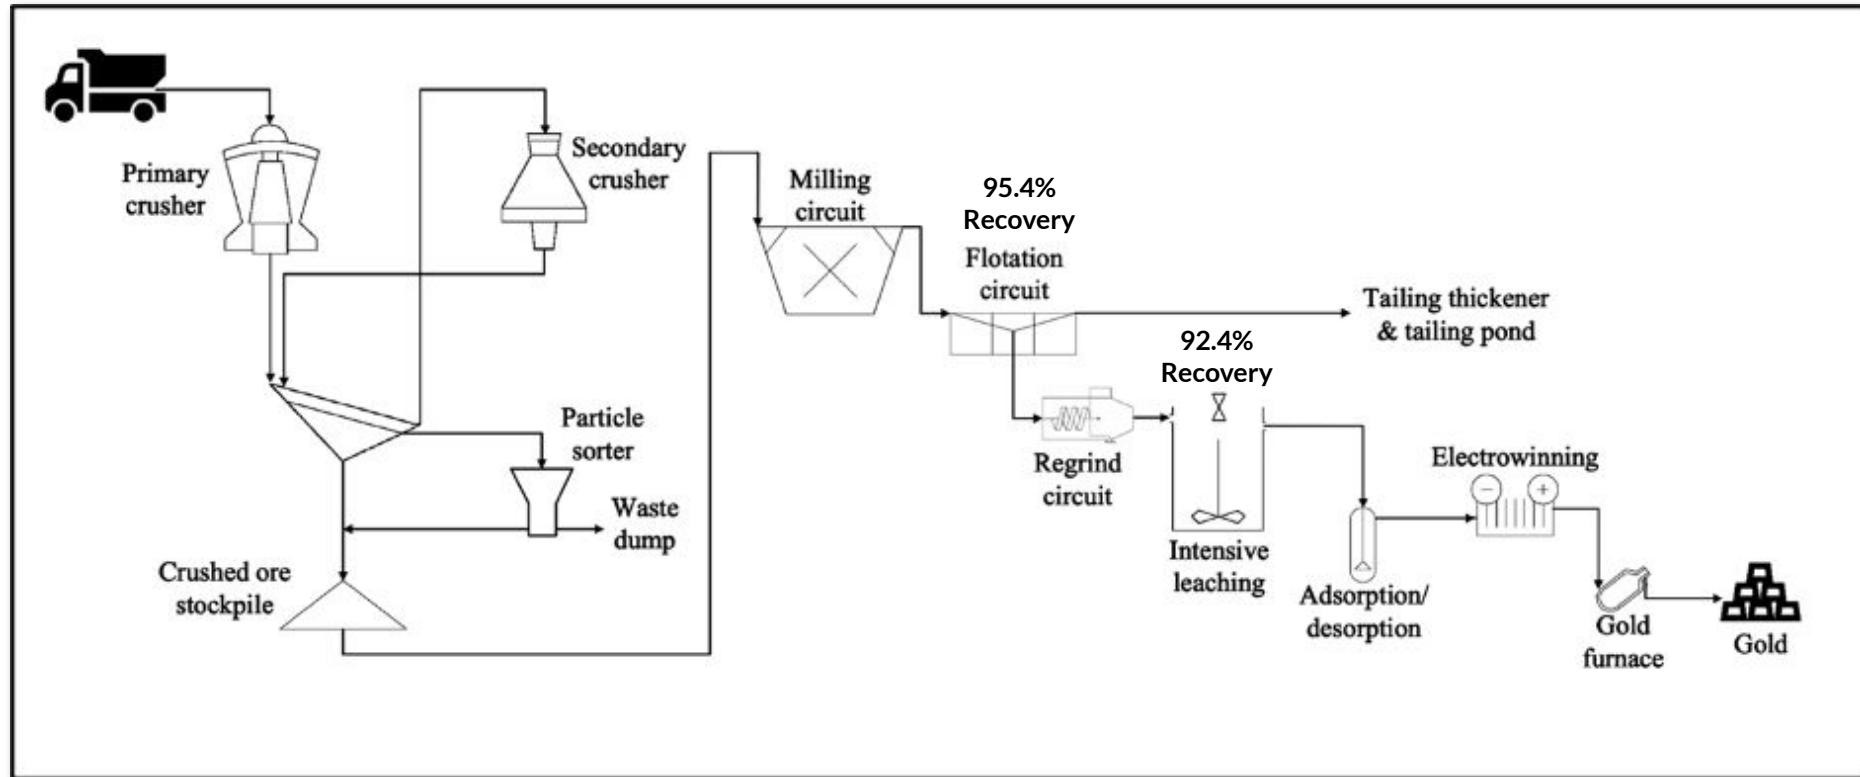 Primary
crusher
Secondary
crusher
Milling
circuit
95.4%
Recovery
Flotation
circuit
Tailing thickener
& tailing pond
92.4%
Recovery
Particle
sorter
Waste
dump
Regrind
circuit
Intensive
leaching
Electrowinning
− +
Crushed ore
stockpile
Adsorption/
desorption
Gold
furnace
Gold